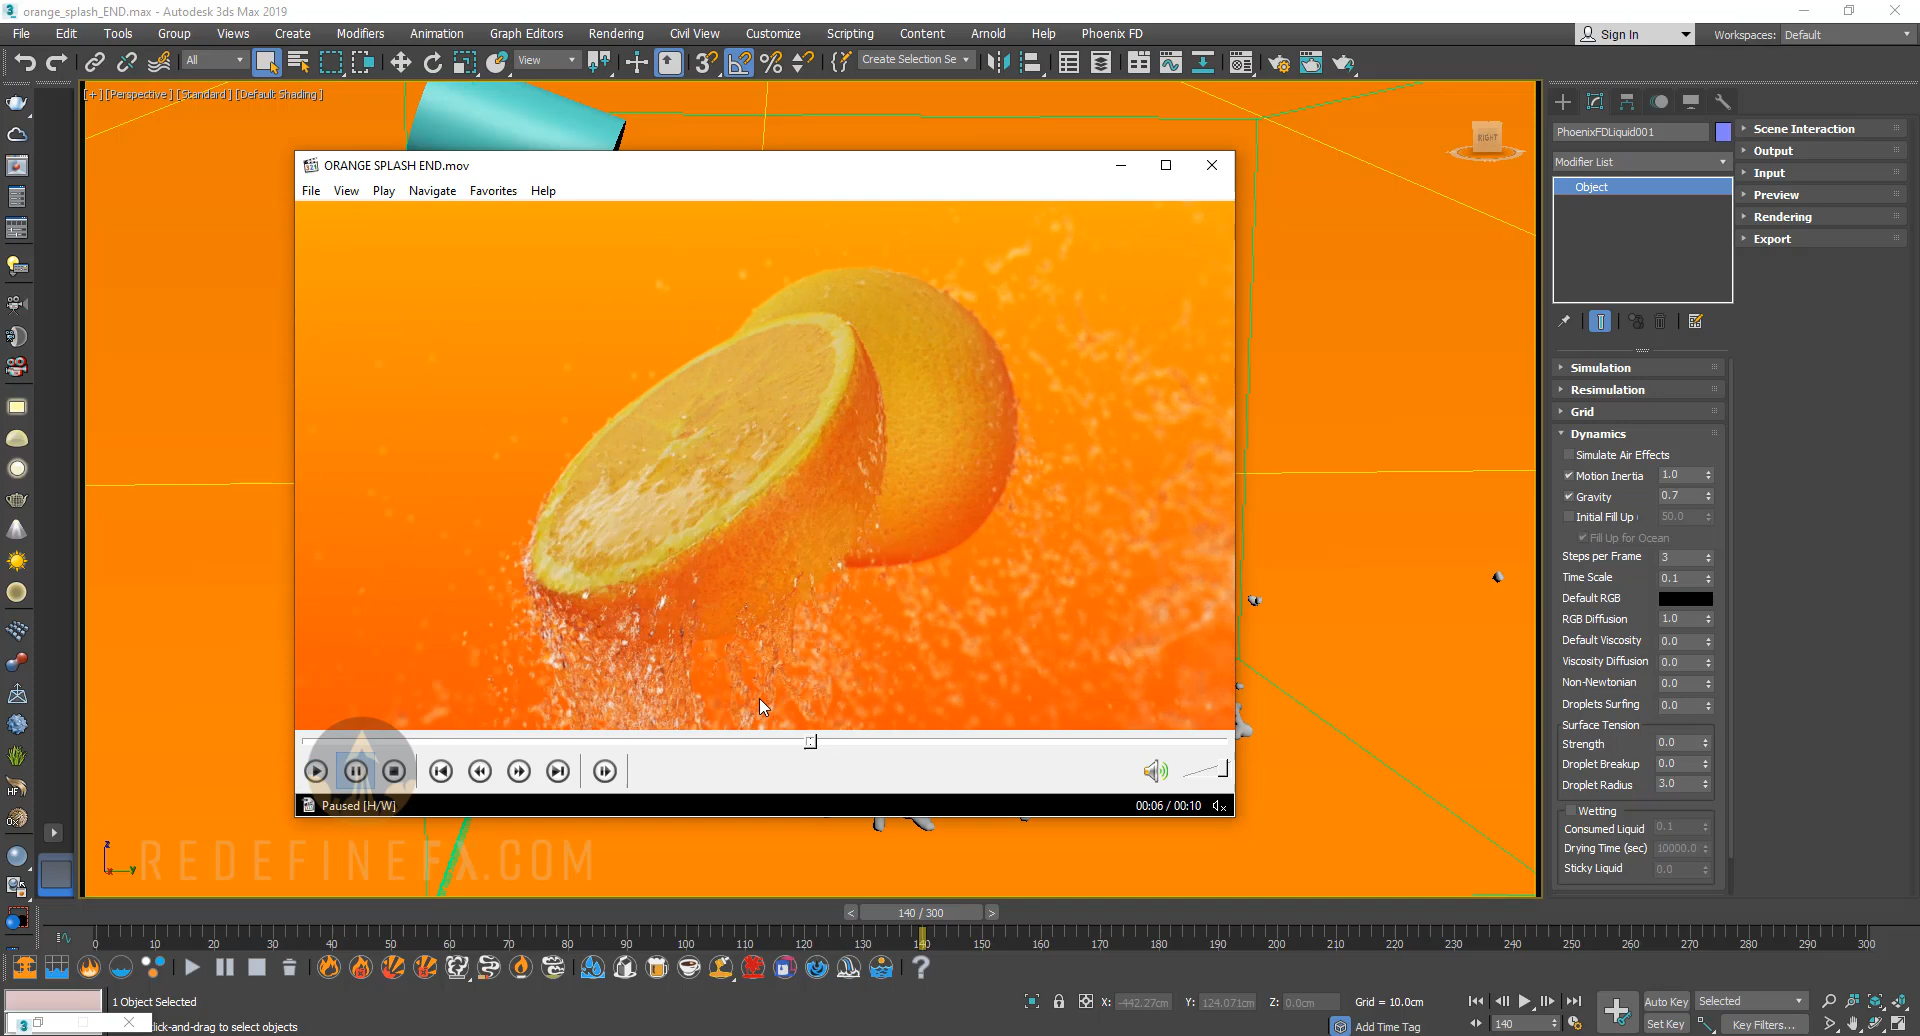 orange_splash_END.max - Autodesk 3ds Max 2019
File Edit Tools Group Views Create Modifiers Animation Graph Editors Rendering Civil View Customize Scripting Content Arnold Help Phoenix FD
Sign In Workspaces: Default
All View Create Selection Se
[+] [Perspective] [Standard] [Default Shading]
RIGHT
ORANGE SPLASH END.mov
File View Play Navigate Favorites Help
Paused [H/W] 00:06 / 00:10
REDEFINEFX.COM
PhoenixFDLiquid001
Modifier List
Object
Scene Interaction
Output
Input
Preview
Rendering
Export
Simulation
Resimulation
Grid
Dynamics
Simulate Air Effects
Motion Inertia 1.0
Gravity 0.7
Initial Fill Up 50.0
Fill Up for Ocean
Steps per Frame 3
Time Scale 0.1
Default RGB
RGB Diffusion 1.0
Default Viscosity 0.0
Viscosity Diffusion 0.0
Non-Newtonian 0.0
Droplets Surfing 0.0
Surface Tension
Strength 0.0
Droplet Breakup 0.0
Droplet Radius 3.0
Wetting
Consumed Liquid 0.1
Drying Time (sec) 10000.0
Sticky Liquid 0.0
< 140 / 300 >
0 10 20 30 40 50 60 70 80 90 100 110 120 130 140 150 160 170 180 190 200 210 220 230 240 250 260 270 280 290 300
1 Object Selected
X: -442.27cm Y: 124.071cm Z: 0.0cm Grid = 10.0cm
Auto Key Selected
lick-and-drag to select objects
Add Time Tag
140
Set Key Key Filters...